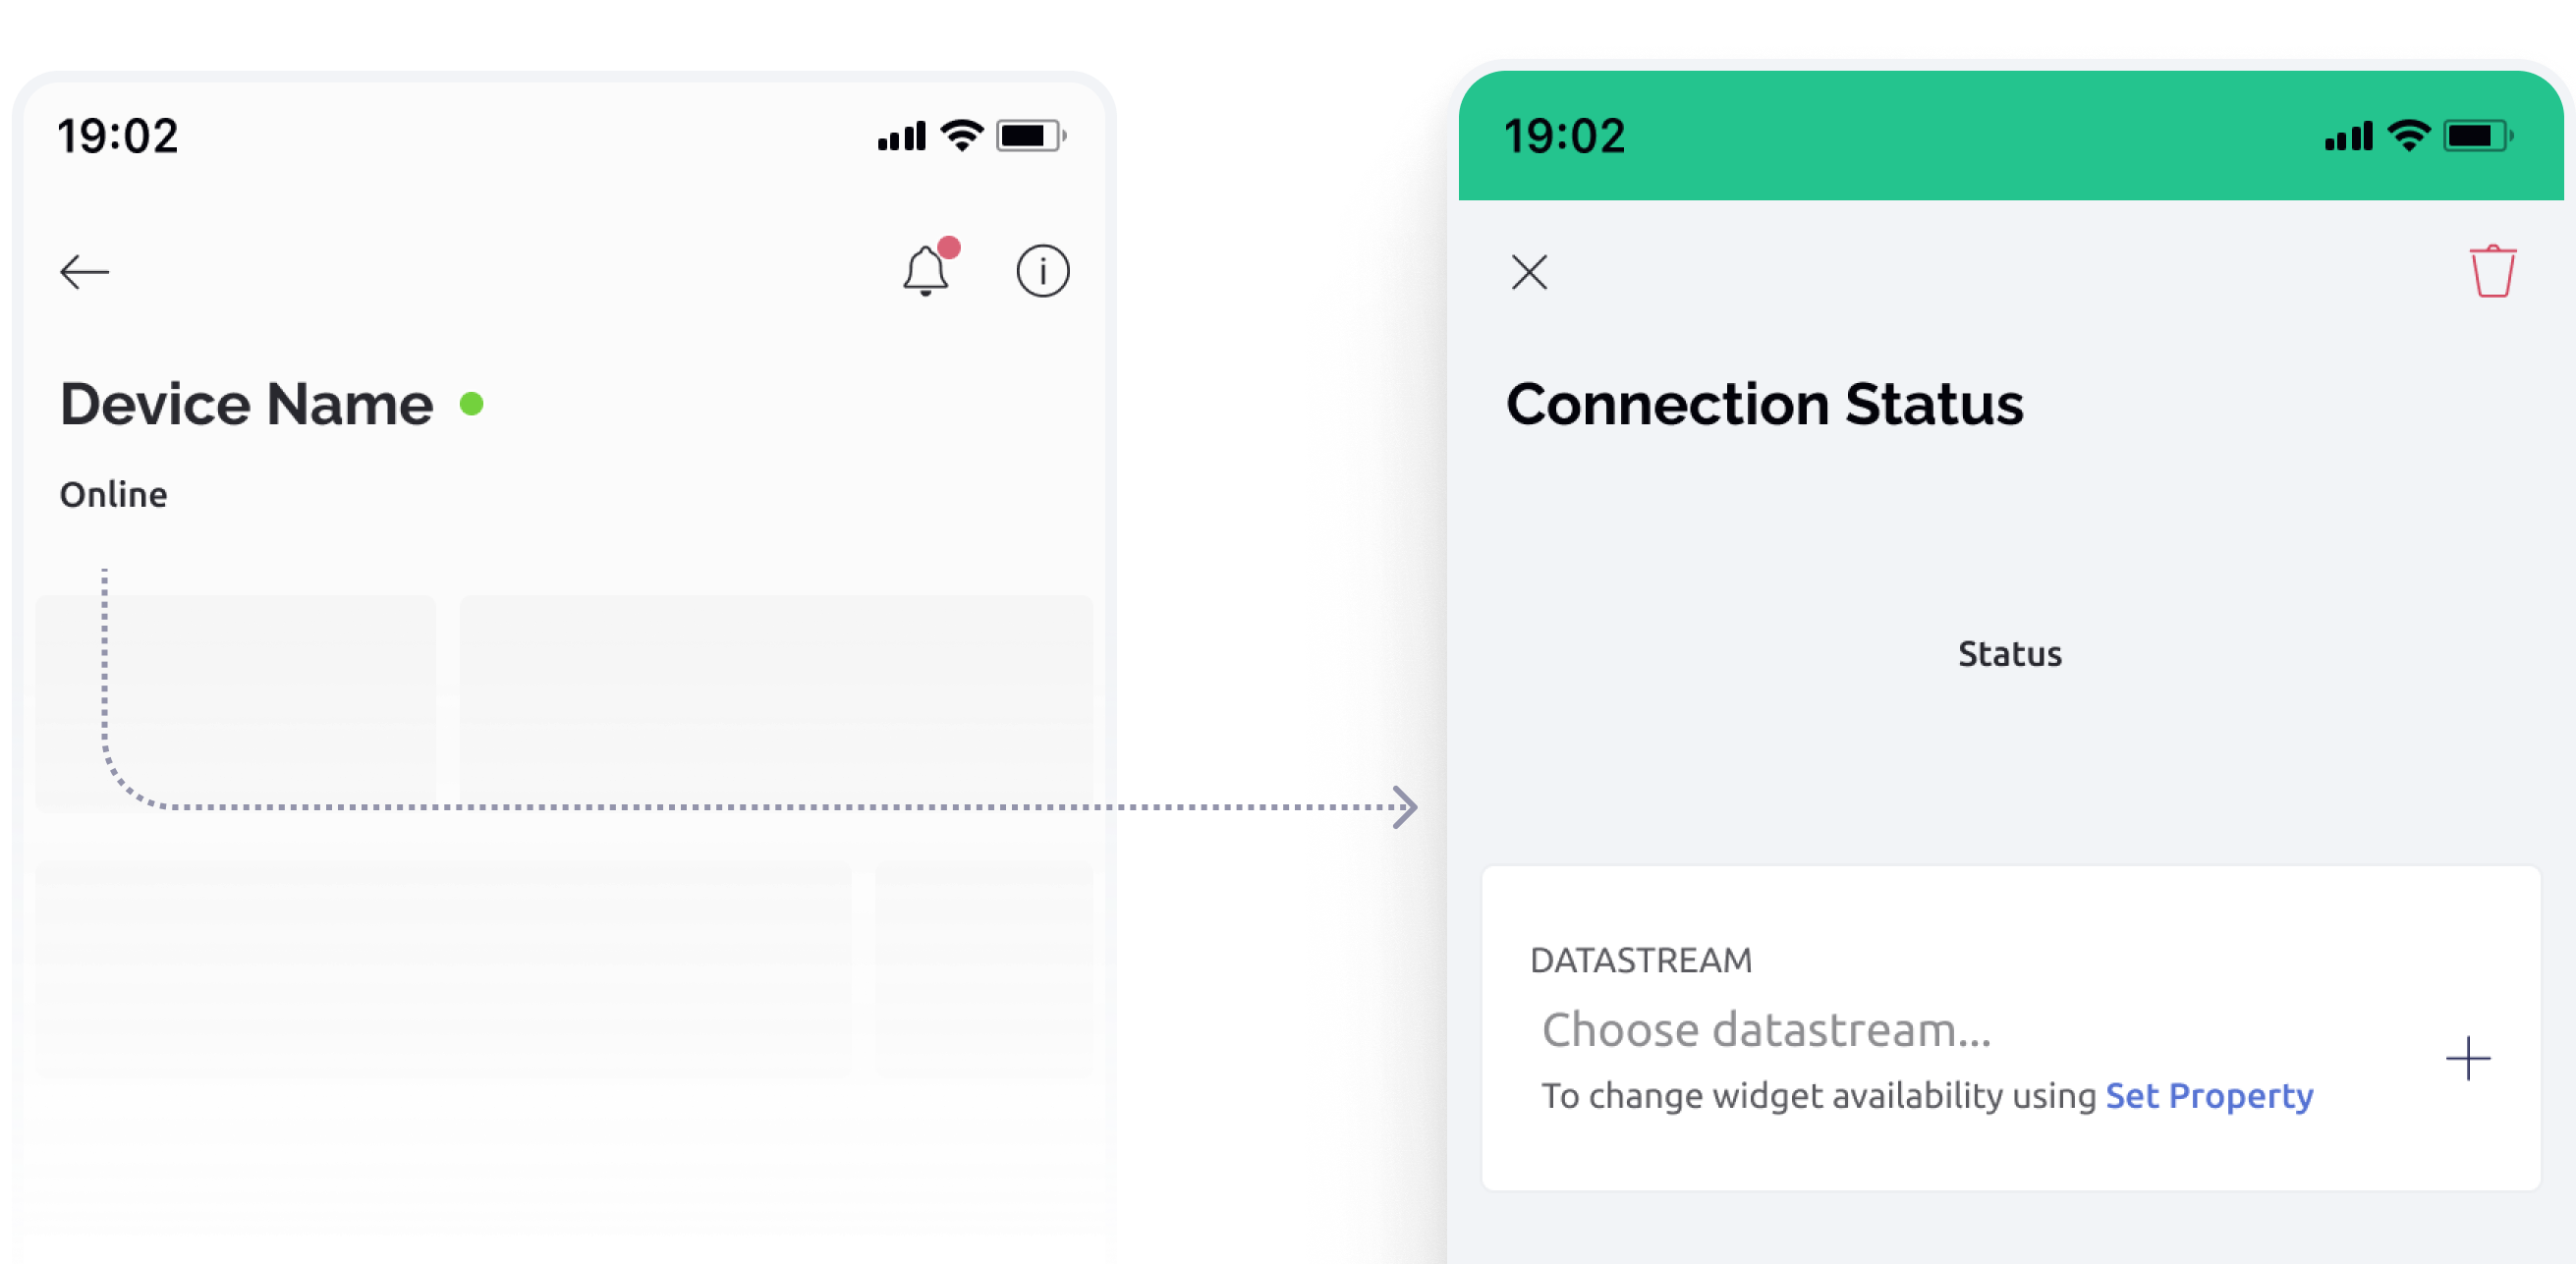 19:02
Device Name
Online
19:02
Connection Status
Status
DATASTREAM
Choose datastream...
To change widget availability using Set Property